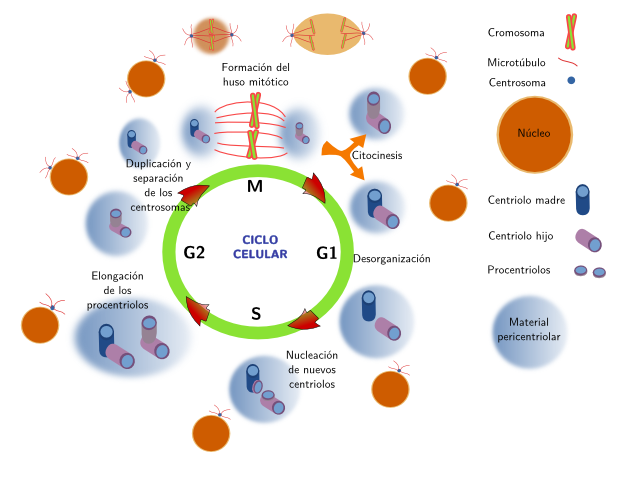 Formación del
huso mitótico
Citocinesis
Duplicación y
separación
de los
centrosomas
M
G2
CICLO
CELULAR
G1
S
Desorganización
Elongación
de los
procentriolos
Nucleación
de nuevos
centriolos
Cromosoma
Microtúbulo
Centrosoma
Núcleo
Centriolo madre
Centriolo hijo
Procentriolos
Material
pericentriolar